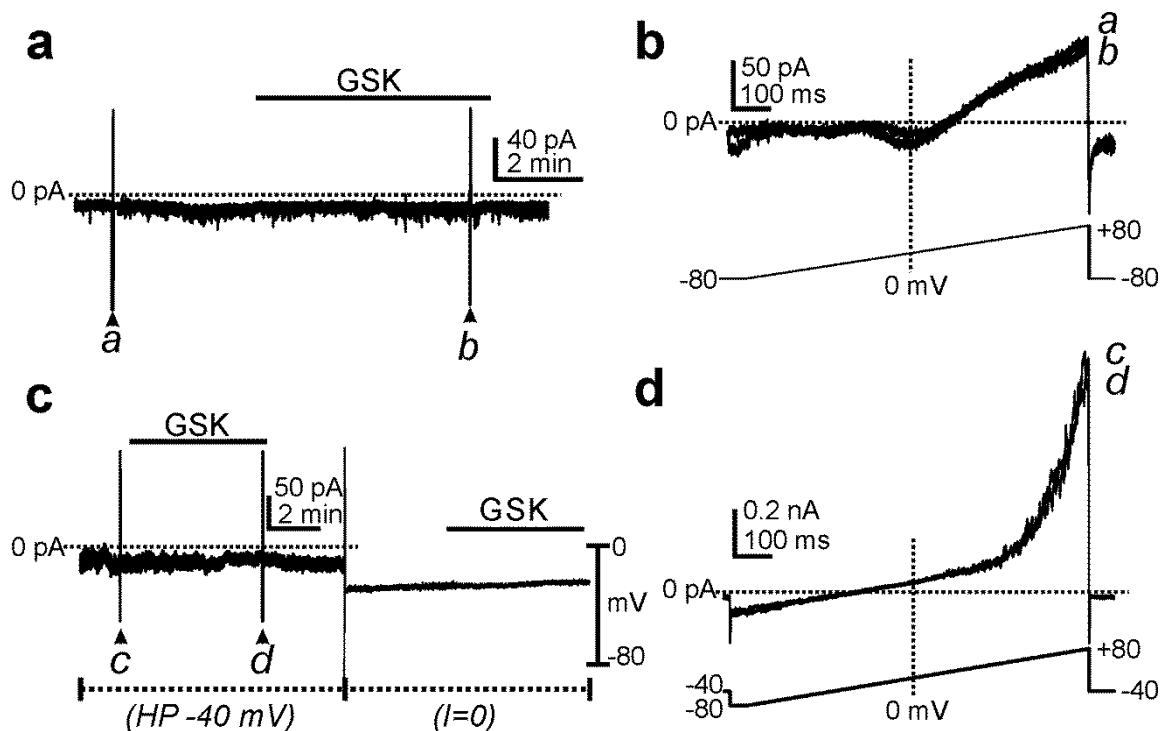 a
GSK
40 pA
2 min
0 pA
a
b
b
a
b
50 pA
100 ms
0 pA
+80
-80
-80
0 mV
c
GSK
50 pA
2 min
GSK
0 pA
0
mV
-80
c
d
(HP -40 mV)
(I=0)
d
c
d
0.2 nA
100 ms
0 pA
+80
-40
-40
-80
0 mV